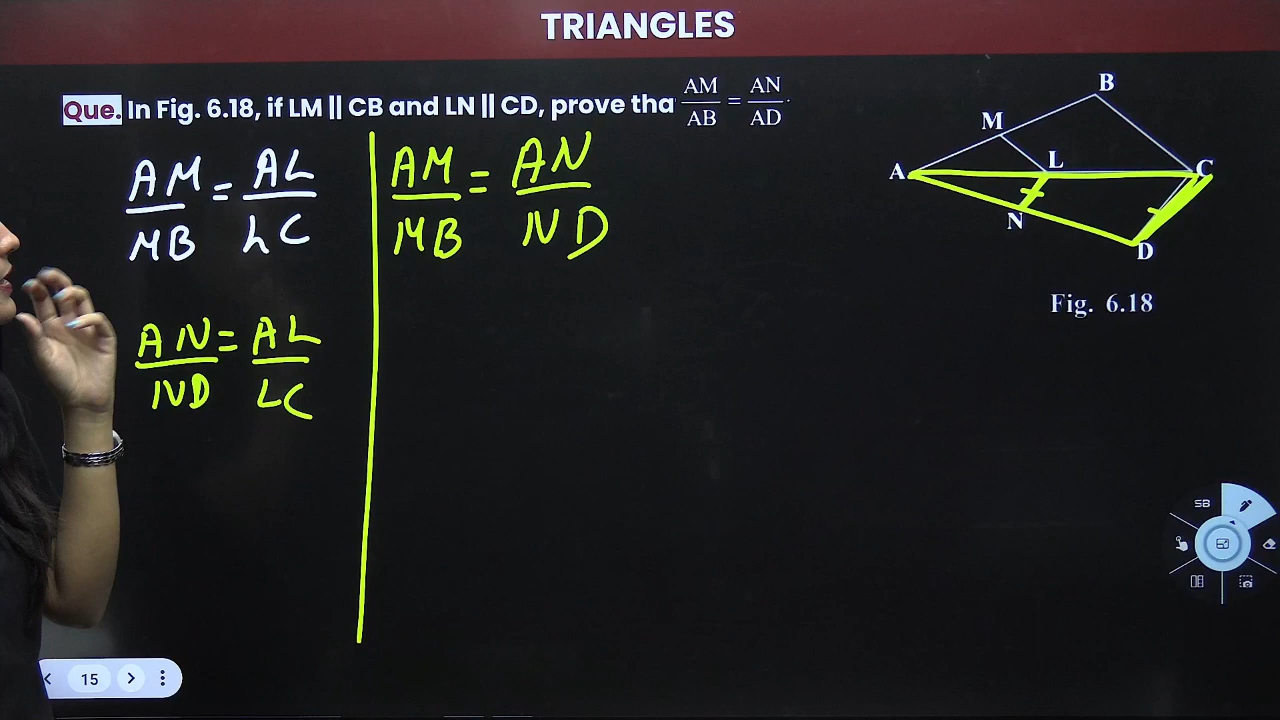 TRIANGLES
Que. In Fig. 6.18, if LM || CB and LN || CD, prove tha AM/AB = AN/AD.
AM/MB = AL/LC
AN/ND = AL/LC
AM/MB = AN/ND
B
M
A
L
C
N
D
Fig. 6.18
SB
15